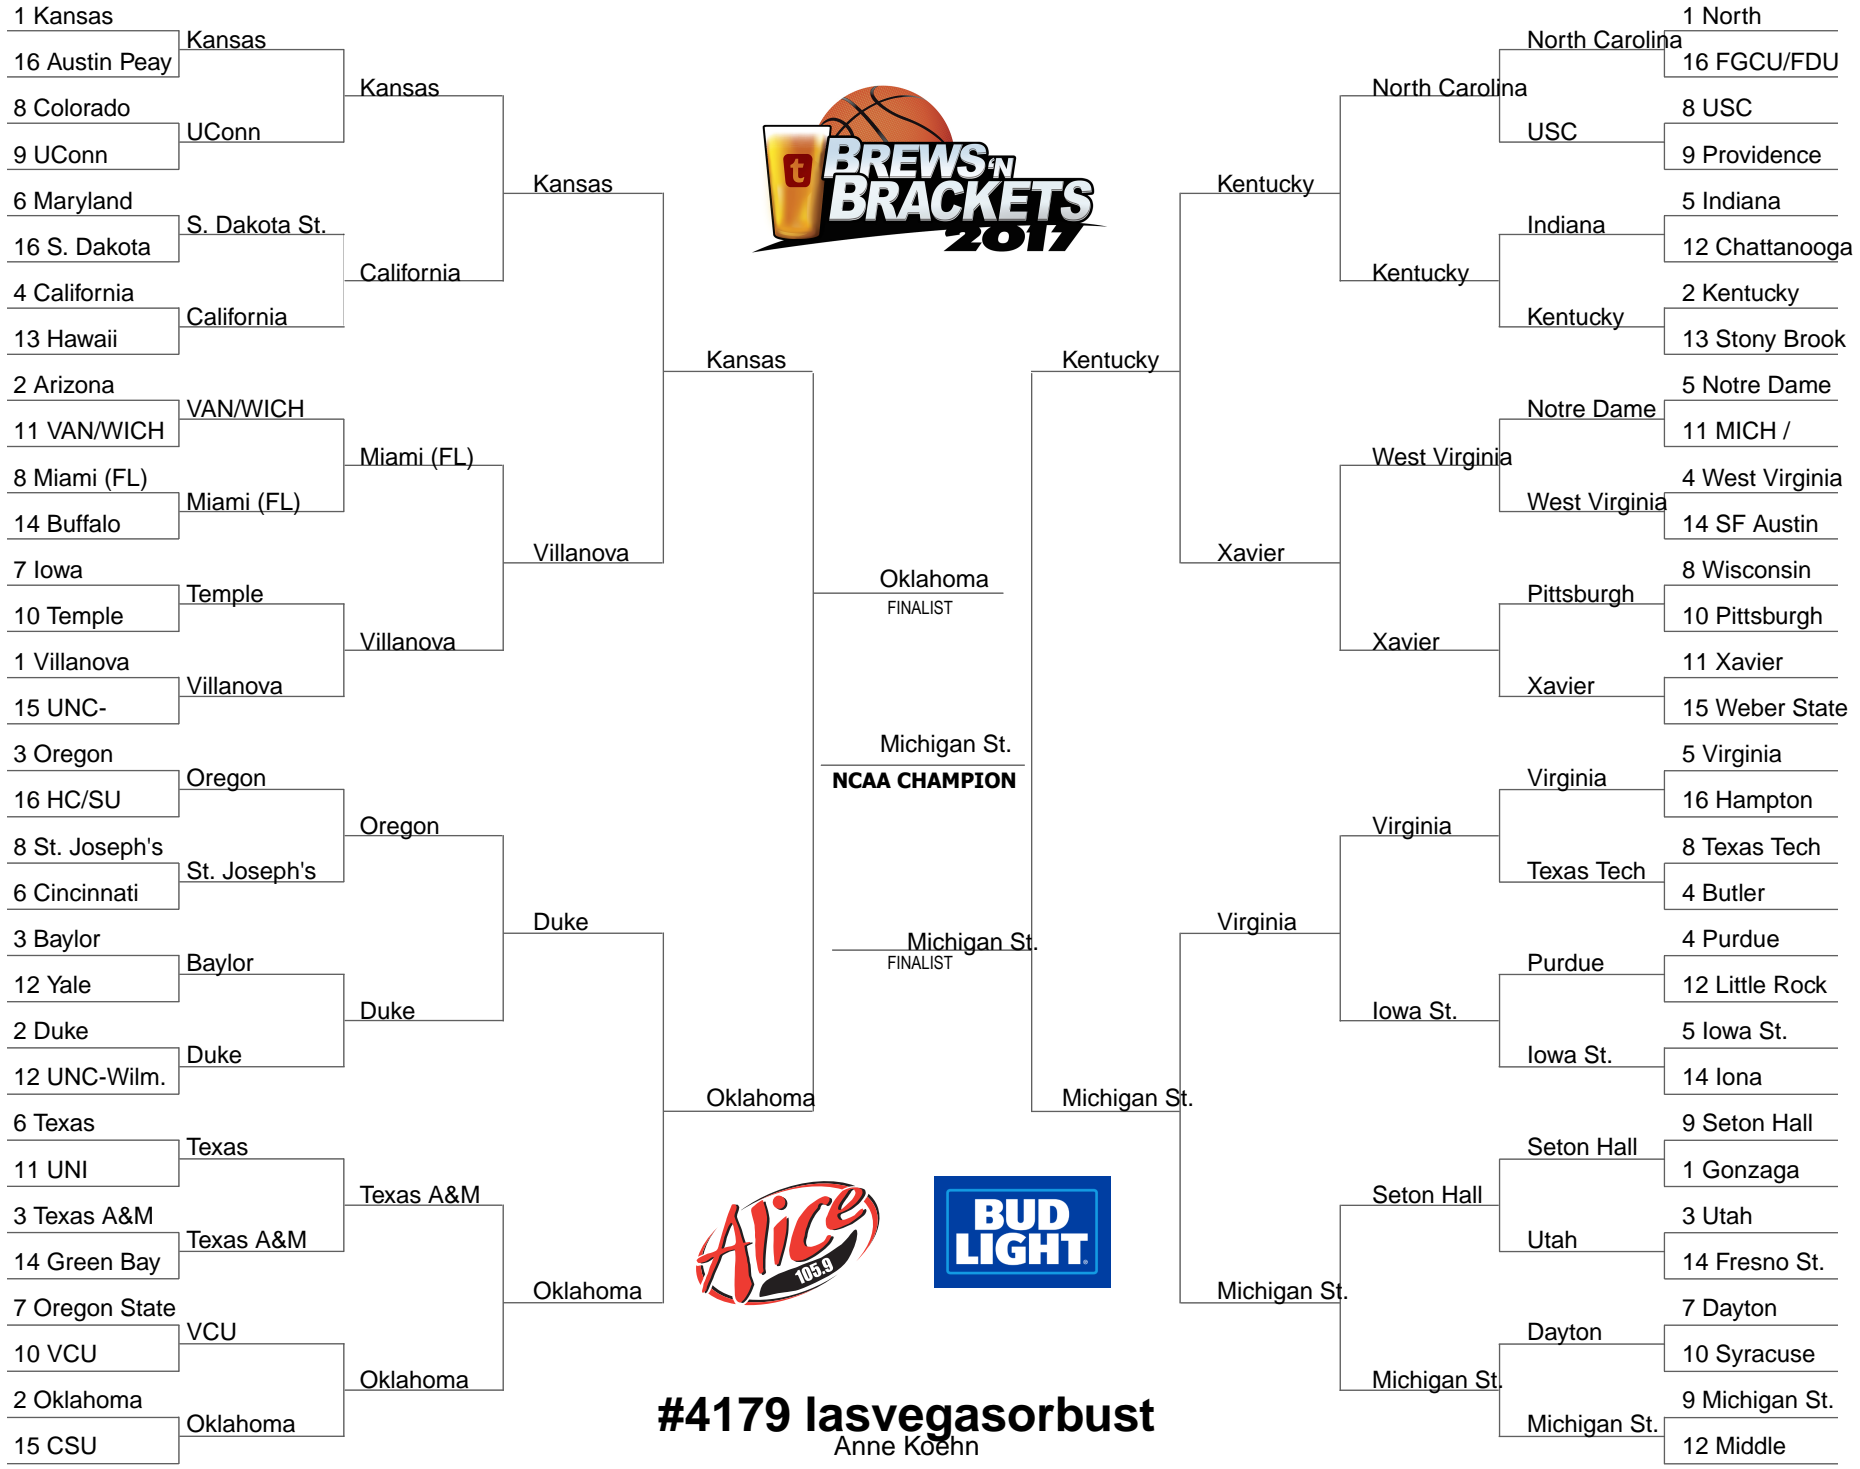 1 Kansas
16 Austin Peay
8 Colorado
9 UConn
6 Maryland
16 S. Dakota
4 California
13 Hawaii
2 Arizona
11 VAN/WICH
8 Miami (FL)
14 Buffalo
7 Iowa
10 Temple
1 Villanova
15 UNC-
3 Oregon
16 HC/SU
8 St. Joseph's
6 Cincinnati
3 Baylor
12 Yale
2 Duke
12 UNC-Wilm.
6 Texas
11 UNI
3 Texas A&M
14 Green Bay
7 Oregon State
10 VCU
2 Oklahoma
15 CSU
Kansas
UConn
S. Dakota St.
California
VAN/WICH
Miami (FL)
Temple
Villanova
Oregon
St. Joseph's
Baylor
Duke
Texas
Texas A&M
VCU
Oklahoma
Kansas
California
Miami (FL)
Villanova
Oregon
Duke
Texas A&M
Oklahoma
Kansas
Villanova
Duke
Oklahoma
Kansas
Oklahoma
t
BREWS 'N
BRACKETS
2017
Oklahoma
FINALIST
Michigan St.
NCAA CHAMPION
Michigan St.
FINALIST
Alice
105.9
BUD
LIGHT
#4179 lasvegasorbust
Anne Koehn
Kentucky
Michigan St.
Kentucky
Xavier
Virginia
Michigan St.
North Carolina
Kentucky
West Virginia
Xavier
Virginia
Iowa St.
Seton Hall
Michigan St.
North Carolina
USC
Indiana
Kentucky
Notre Dame
West Virginia
Pittsburgh
Xavier
Virginia
Texas Tech
Purdue
Iowa St.
Seton Hall
Utah
Dayton
Michigan St.
1 North
16 FGCU/FDU
8 USC
9 Providence
5 Indiana
12 Chattanooga
2 Kentucky
13 Stony Brook
5 Notre Dame
11 MICH /
4 West Virginia
14 SF Austin
8 Wisconsin
10 Pittsburgh
11 Xavier
15 Weber State
5 Virginia
16 Hampton
8 Texas Tech
4 Butler
4 Purdue
12 Little Rock
5 Iowa St.
14 Iona
9 Seton Hall
1 Gonzaga
3 Utah
14 Fresno St.
7 Dayton
10 Syracuse
9 Michigan St.
12 Middle